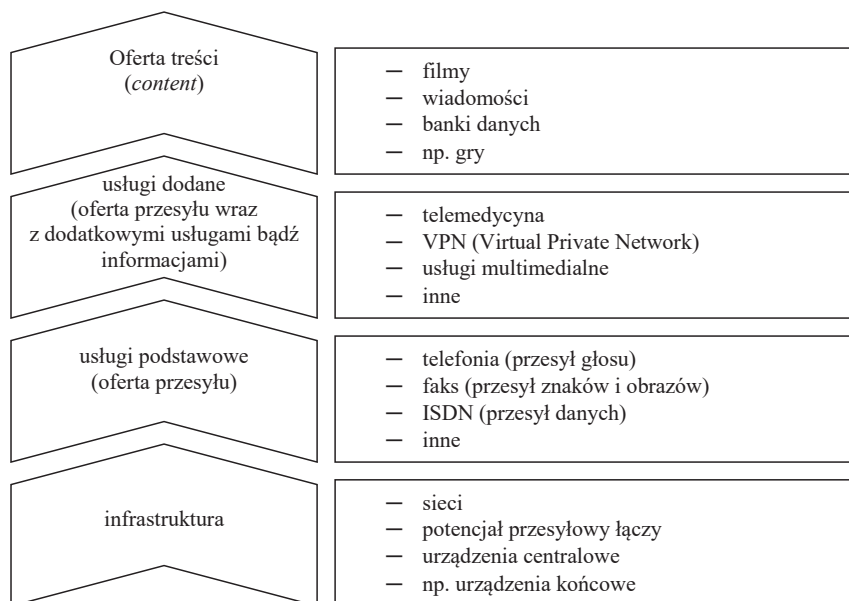 Oferta treści
(content)
— filmy
— wiadomości
— banki danych
— np. gry
usługi dodane
(oferta przesyłu wraz
z dodatkowymi usługami bądź
informacjami)
— telemedycyna
— VPN (Virtual Private Network)
— usługi multimedialne
— inne
usługi podstawowe
(oferta przesyłu)
— telefonia (przesył głosu)
— faks (przesył znaków i obrazów)
— ISDN (przesył danych)
— inne
infrastruktura
— sieci
— potencjał przesyłowy łączy
— urządzenia centralowe
— np. urządzenia końcowe